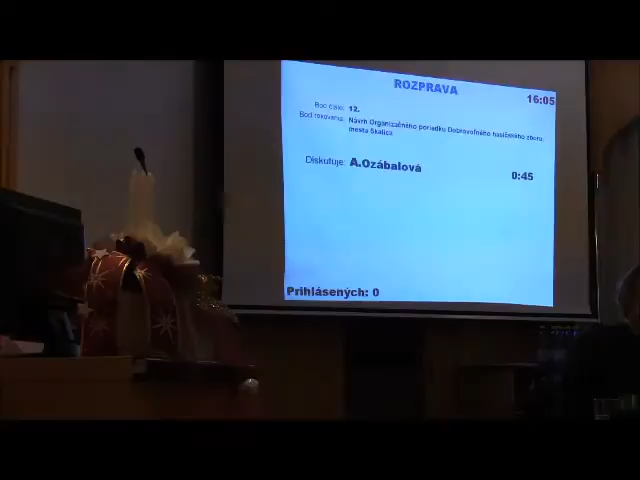 ROZPRAVA
16:05
Bod číslo: 12.
Bod rokovania: Návrh Organizačného poriadku Dobrovoľného hasičského zboru
mesta Skalica
Diskutuje: A.Ozábalová 0:45
Prihlásených: 0